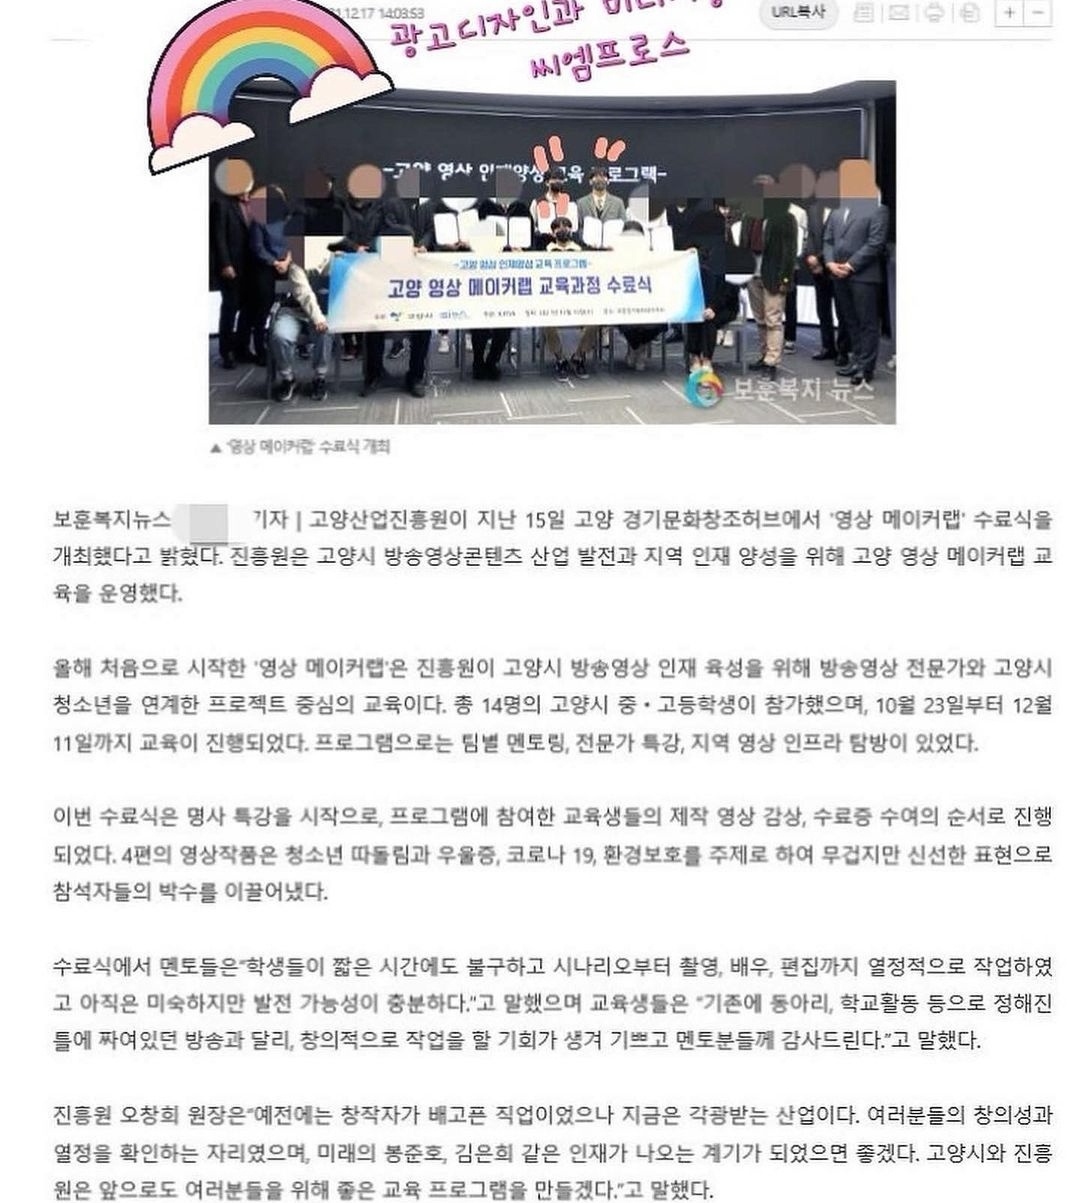 21.12.17 14:03:53
URL복사
광고디자인과
씨엠프로스
-고양 영상 인재양성 교육 프로그램-
-고양 영상 인재양성 교육 프로그램-
고양 영상 메이커랩 교육과정 수료식
고양시
보훈복지 뉴스
▲ '영상 메이커랩' 수료식 개최
보훈복지뉴스 기자 | 고양산업진흥원이 지난 15일 고양 경기문화창조허브에서 '영상 메이커랩' 수료식을
개최했다고 밝혔다. 진흥원은 고양시 방송영상콘텐츠 산업 발전과 지역 인재 양성을 위해 고양 영상 메이커랩 교
육을 운영했다.
올해 처음으로 시작한 '영상 메이커랩'은 진흥원이 고양시 방송영상 인재 육성을 위해 방송영상 전문가와 고양시
청소년을 연계한 프로젝트 중심의 교육이다. 총 14명의 고양시 중・고등학생이 참가했으며, 10월 23일부터 12월
11일까지 교육이 진행되었다. 프로그램으로는 팀별 멘토링, 전문가 특강, 지역 영상 인프라 탐방이 있었다.
이번 수료식은 명사 특강을 시작으로, 프로그램에 참여한 교육생들의 제작 영상 감상, 수료증 수여의 순서로 진행
되었다. 4편의 영상작품은 청소년 따돌림과 우울증, 코로나 19, 환경보호를 주제로 하여 무겁지만 신선한 표현으로
참석자들의 박수를 이끌어냈다.
수료식에서 멘토들은"학생들이 짧은 시간에도 불구하고 시나리오부터 촬영, 배우, 편집까지 열정적으로 작업하였
고 아직은 미숙하지만 발전 가능성이 충분하다."고 말했으며 교육생들은 "기존에 동아리, 학교활동 등으로 정해진
틀에 짜여있던 방송과 달리, 창의적으로 작업을 할 기회가 생겨 기쁘고 멘토분들께 감사드린다."고 말했다.
진흥원 오창희 원장은"예전에는 창작자가 배고픈 직업이었으나 지금은 각광받는 산업이다. 여러분들의 창의성과
열정을 확인하는 자리였으며, 미래의 봉준호, 김은희 같은 인재가 나오는 계기가 되었으면 좋겠다. 고양시와 진흥
원은 앞으로도 여러분들을 위해 좋은 교육 프로그램을 만들겠다."고 말했다.